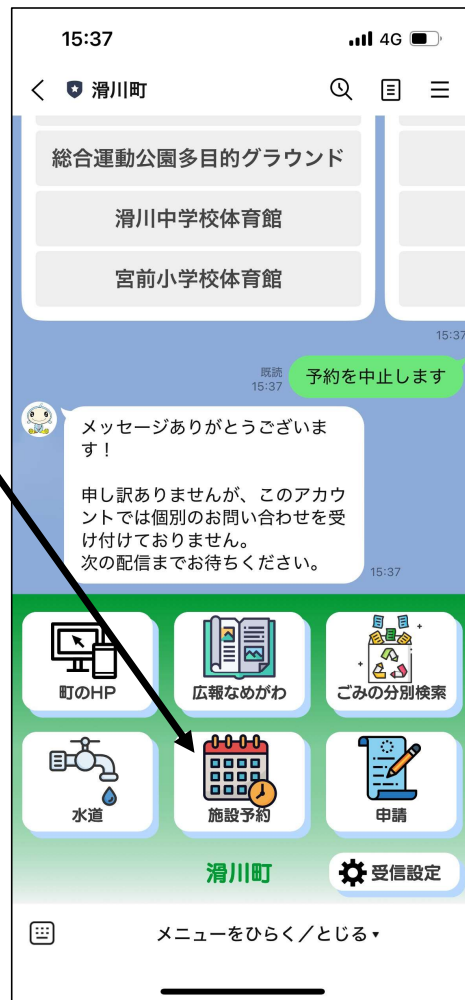 15:37
4G
滑川町
総合運動公園多目的グラウンド
滑川中学校体育館
宮前小学校体育館
15:37
既読
15:37
予約を中止します
メッセージありがとうございま
す！
申し訳ありませんが、このアカウ
ントでは個別のお問い合わせを受
け付けておりません。
次の配信までお待ちください。
15:37
町のHP
広報なめがわ
ごみの分別検索
水道
施設予約
申請
滑川町
受信設定
メニューをひらく／とじる▾